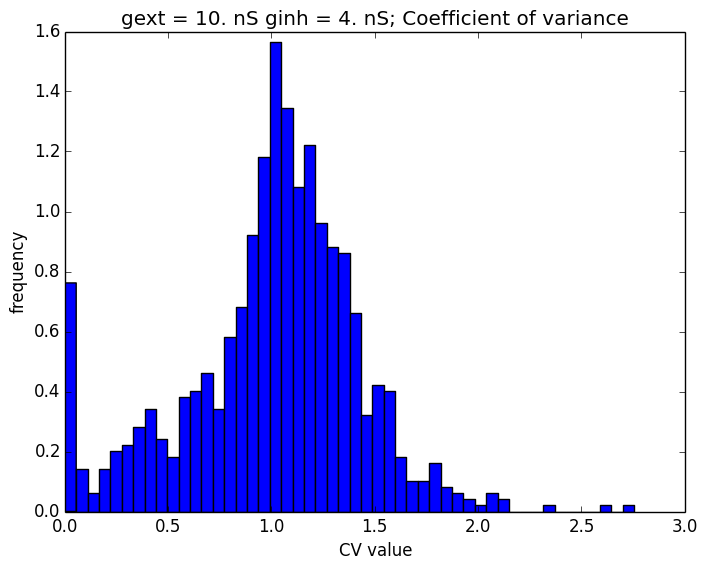 gext = 10. nS ginh = 4. nS; Coefficient of variance
1.6
1.4
1.2
1.0
0.8
0.6
0.4
0.2
0.0
frequency
0.0 0.5 1.0 1.5 2.0 2.5 3.0
CV value